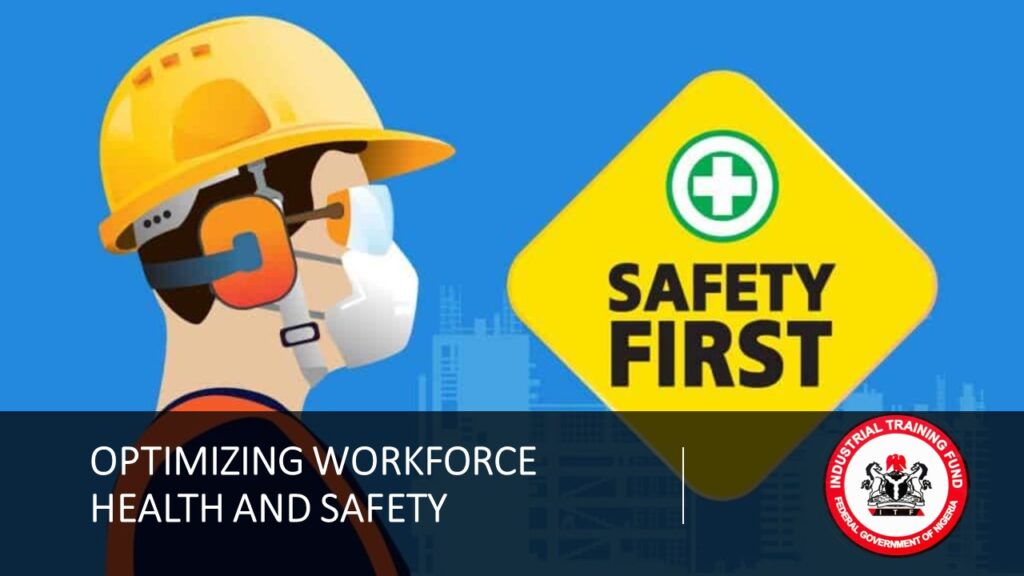 SAFETY
FIRST
OPTIMIZING WORKFORCE
HEALTH AND SAFETY
INDUSTRIAL TRAINING FUND
I T F
FEDERAL GOVERNMENT OF NIGERIA